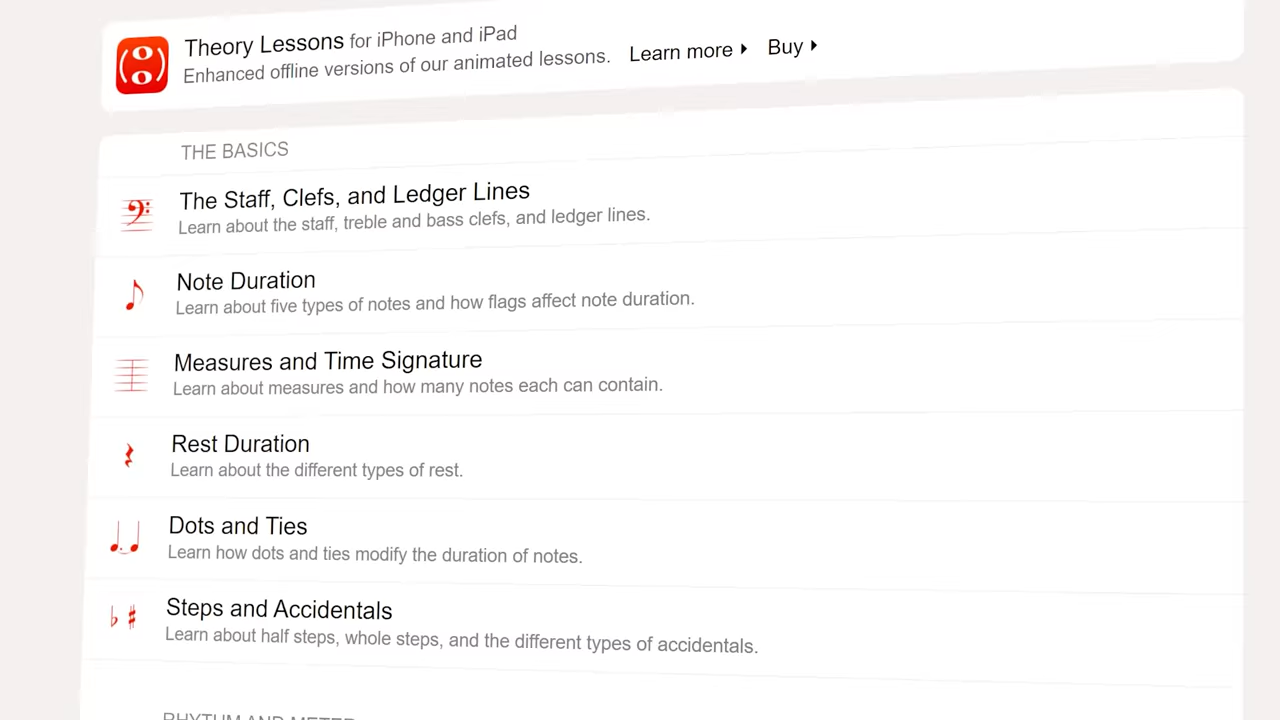 Theory Lessons for iPhone and iPad
Enhanced offline versions of our animated lessons. Learn more Buy
THE BASICS
The Staff, Clefs, and Ledger Lines
Learn about the staff, treble and bass clefs, and ledger lines.
Note Duration
Learn about five types of notes and how flags affect note duration.
Measures and Time Signature
Learn about measures and how many notes each can contain.
Rest Duration
Learn about the different types of rest.
Dots and Ties
Learn how dots and ties modify the duration of notes.
Steps and Accidentals
Learn about half steps, whole steps, and the different types of accidentals.
RHYTHM AND METER